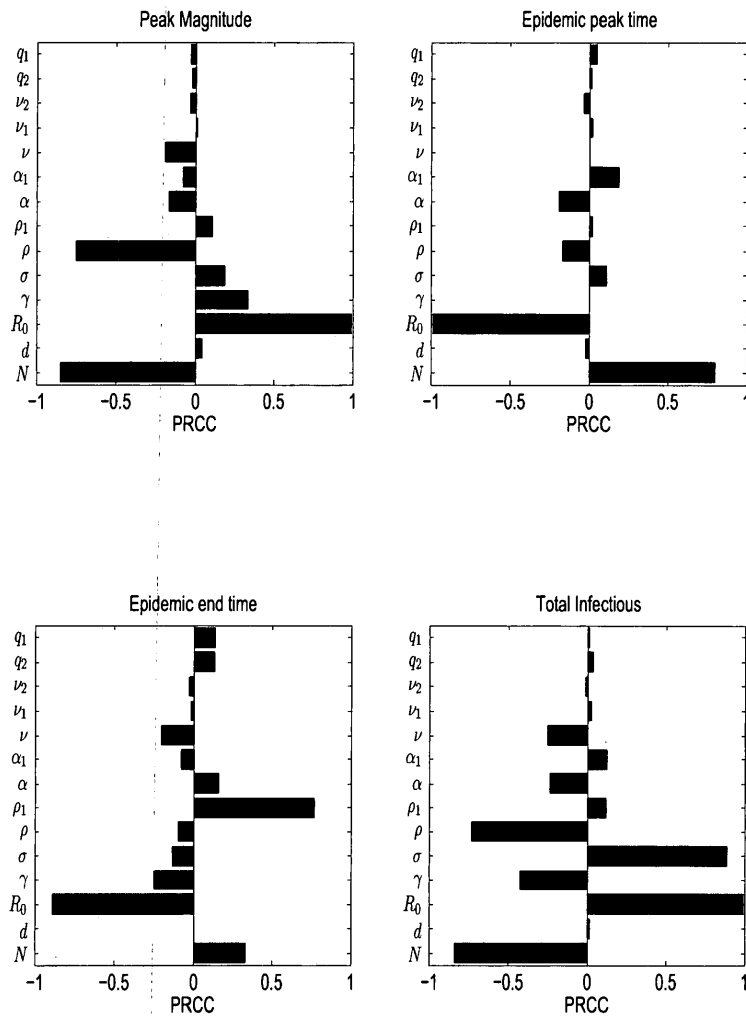 Peak Magnitude
q1
q2
ν2
ν1
ν
α1
α
ρ1
ρ
σ
γ
R0
d
N
−1 −0.5 0 0.5 1
PRCC
Epidemic peak time
q1
q2
ν2
ν1
ν
α1
α
ρ1
ρ
σ
γ
R0
d
N
−1 −0.5 0 0.5 1
PRCC
Epidemic end time
q1
q2
ν2
ν1
ν
α1
α
ρ1
ρ
σ
γ
R0
d
N
−1 −0.5 0 0.5 1
PRCC
Total Infectious
q1
q2
ν2
ν1
ν
α1
α
ρ1
ρ
σ
γ
R0
d
N
−1 −0.5 0 0.5 1
PRCC